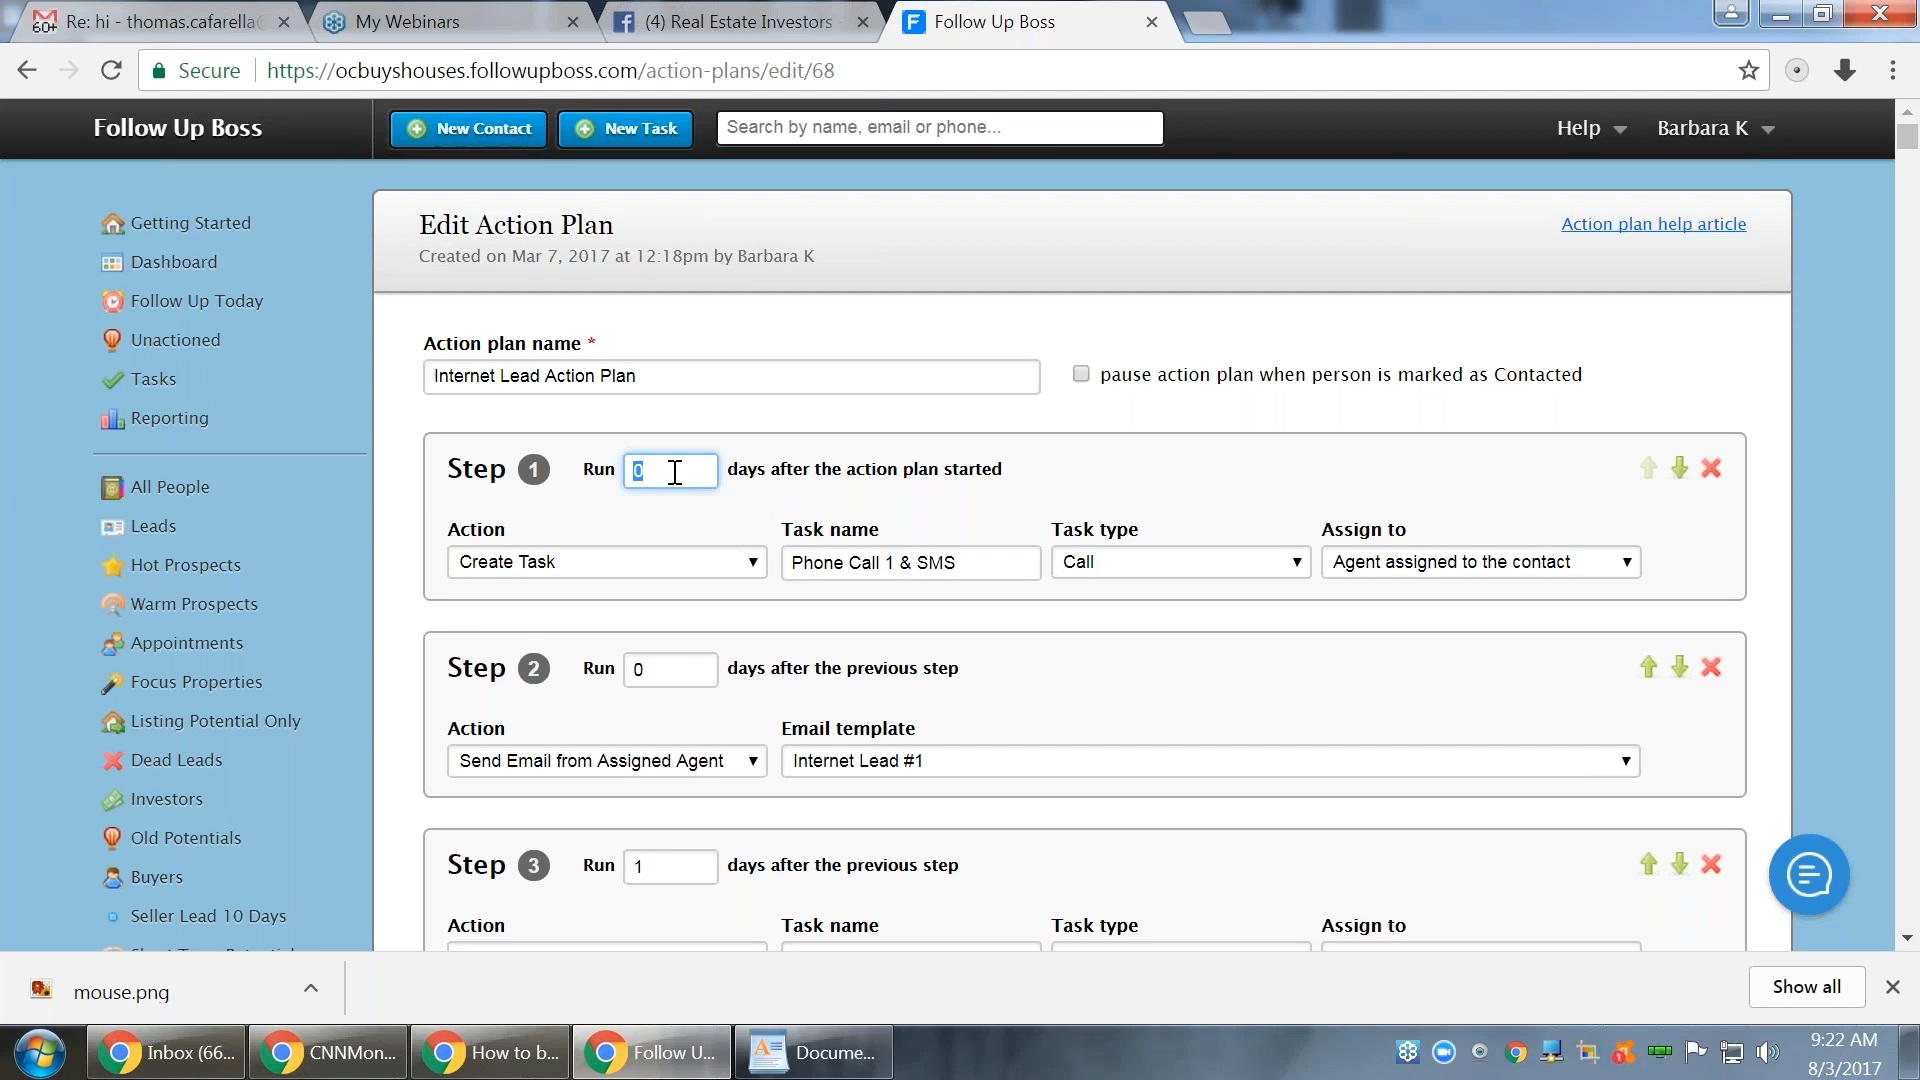 Re: hi - thomas.cafarella@
My Webinars
(4) Real Estate Investors -
Follow Up Boss
Secure
https://ocbuyshouses.followupboss.com/action-plans/edit/68
Follow Up Boss
New Contact
New Task
Search by name, email or phone...
Help
Barbara K
Getting Started
Dashboard
Follow Up Today
Unactioned
Tasks
Reporting
All People
Leads
Hot Prospects
Warm Prospects
Appointments
Focus Properties
Listing Potential Only
Dead Leads
Investors
Old Potentials
Buyers
Seller Lead 10 Days
Edit Action Plan
Action plan help article
Created on Mar 7, 2017 at 12:18pm by Barbara K
Action plan name *
Internet Lead Action Plan
pause action plan when person is marked as Contacted
Step 1 Run 0 days after the action plan started
Action Task name Task type Assign to
Create Task Phone Call 1 & SMS Call Agent assigned to the contact
Step 2 Run 0 days after the previous step
Action Email template
Send Email from Assigned Agent Internet Lead #1
Step 3 Run 1 days after the previous step
Action Task name Task type Assign to
mouse.png
Show all
Inbox (66...
CNNMon...
How to b...
Follow U...
Docume...
9:22 AM
8/3/2017